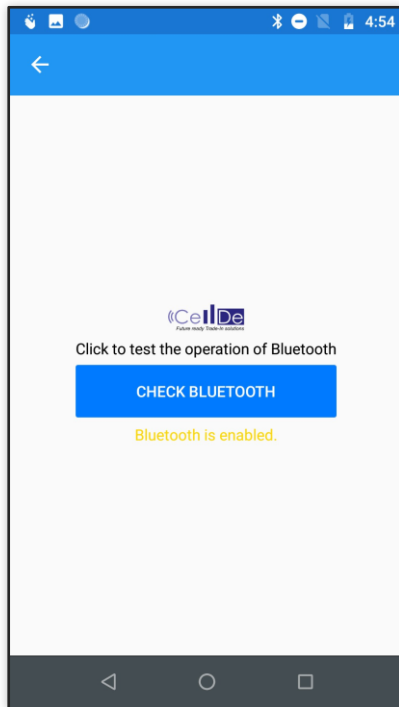 4:54
CellDe
Future ready Trade-In solutions
Click to test the operation of Bluetooth
CHECK BLUETOOTH
Bluetooth is enabled.